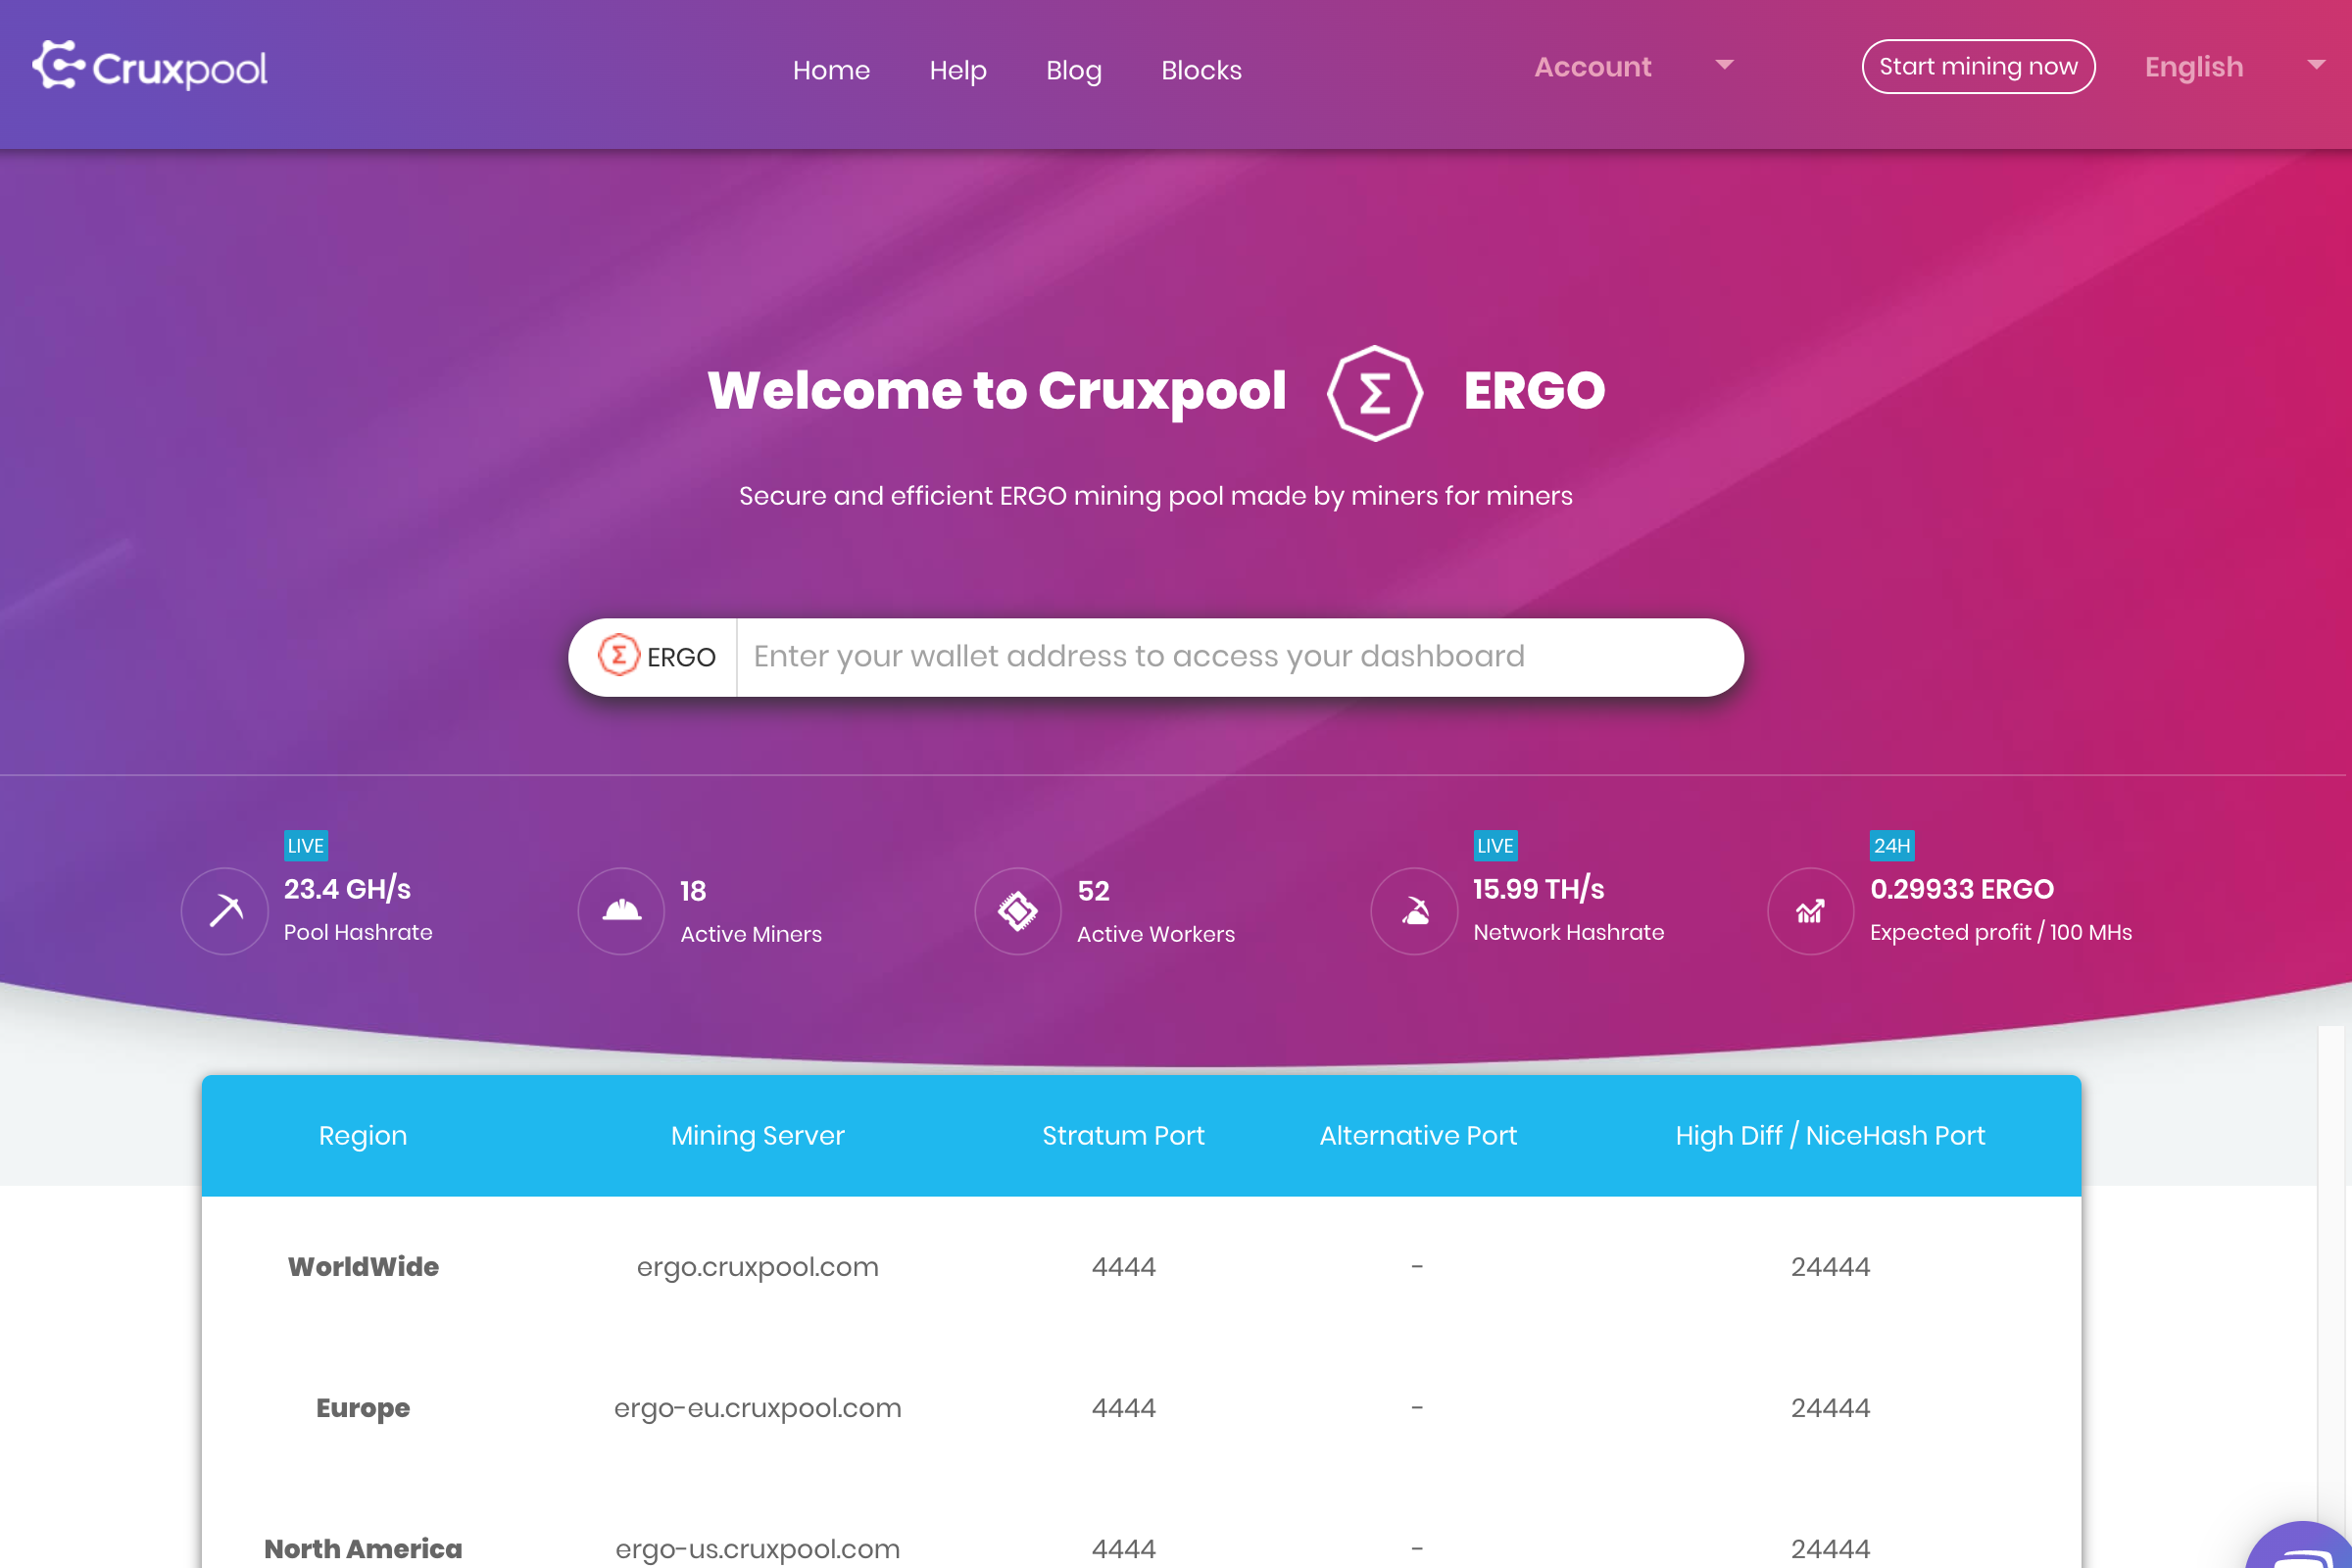 Cruxpool
Home Help Blog Blocks Account Start mining now English
Welcome to Cruxpool Σ ERGO
Secure and efficient ERGO mining pool made by miners for miners
Σ ERGO Enter your wallet address to access your dashboard
LIVE
23.4 GH/s
Pool Hashrate
18
Active Miners
52
Active Workers
LIVE
15.99 TH/s
Network Hashrate
24H
0.29933 ERGO
Expected profit / 100 MHs
Region Mining Server Stratum Port Alternative Port High Diff / NiceHash Port
WorldWide ergo.cruxpool.com 4444 - 24444
Europe ergo-eu.cruxpool.com 4444 - 24444
North America ergo-us.cruxpool.com 4444 - 24444